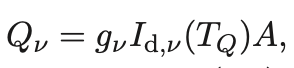 Q_ν = g_ν I_{d,ν}(T_Q)A,